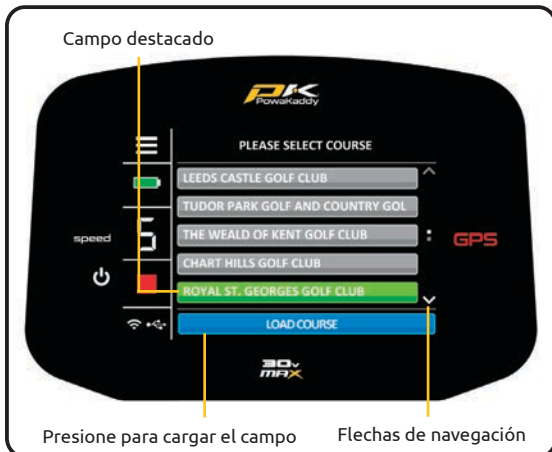 Campo destacado
PK
PowaKaddy
PLEASE SELECT COURSE
LEEDS CASTLE GOLF CLUB
TUDOR PARK GOLF AND COUNTRY GOL
speed
5
THE WEALD OF KENT GOLF CLUB
GPS
CHART HILLS GOLF CLUB
ROYAL ST. GEORGES GOLF CLUB
LOAD COURSE
30V
MAX
Presione para cargar el campo
Flechas de navegación